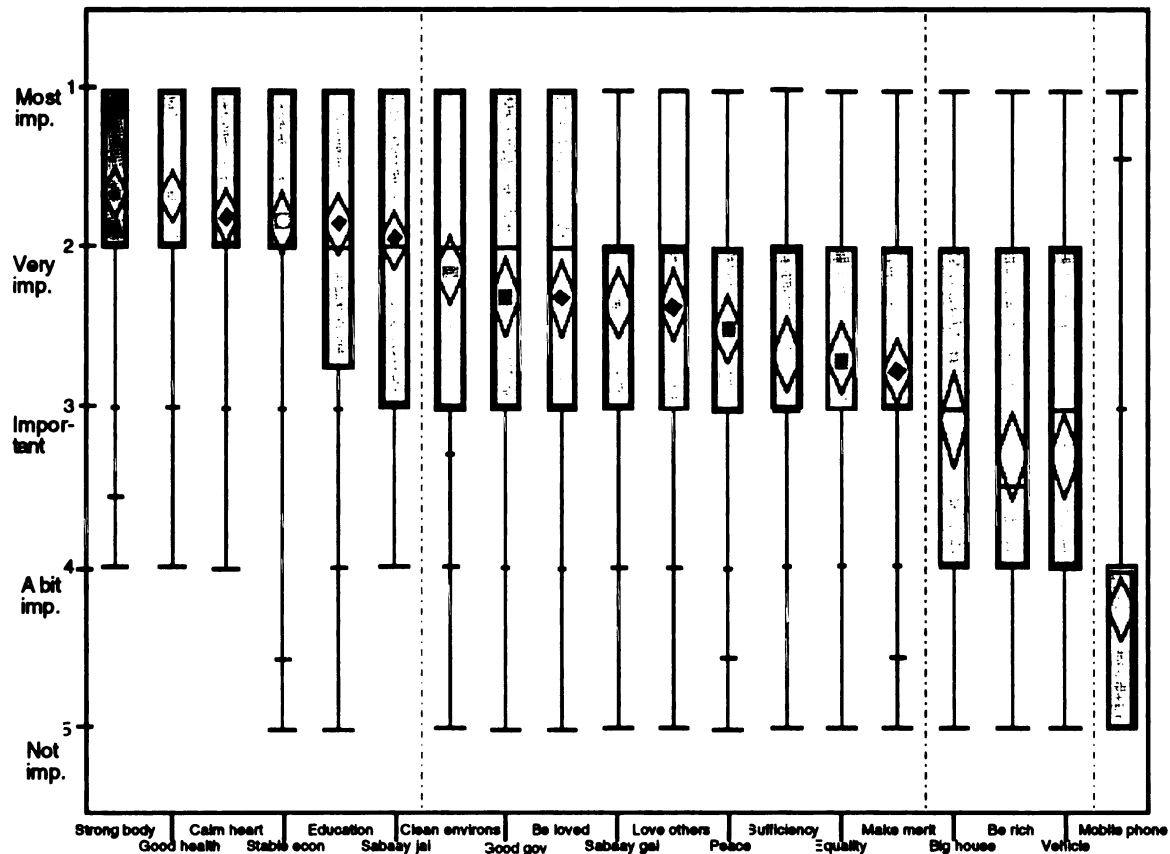 1
Most
imp.
2
Very
imp.
3
Impor-
tant
4
A bit
imp.
5
Not
imp.
Strong body
Good health
Calm heart
Stable econ
Education
Sabaay jai
Clean environs
Good gov
Be loved
Sabaay gai
Love others
Peace
Sufficiency
Equality
Make merit
Big house
Be rich
Vehicle
Mobile phone